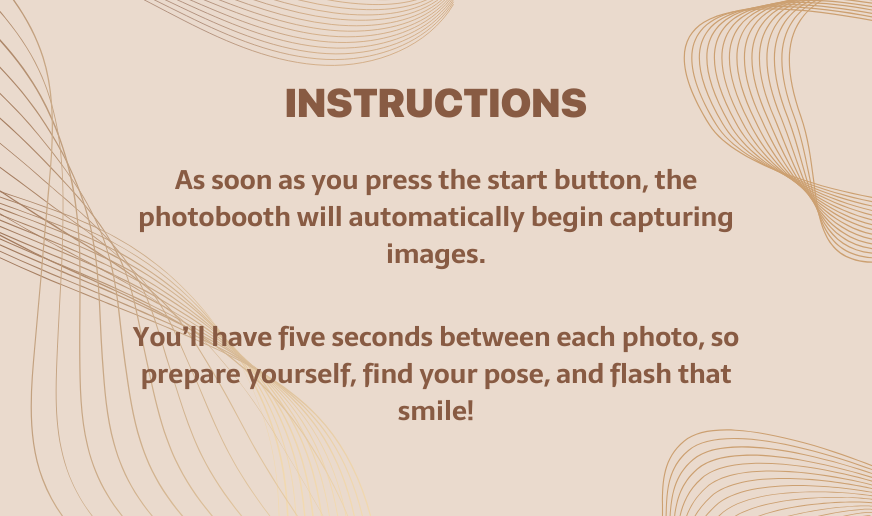 INSTRUCTIONS
As soon as you press the start button, the
photobooth will automatically begin capturing
images.
You’ll have five seconds between each photo, so
prepare yourself, find your pose, and flash that
smile!